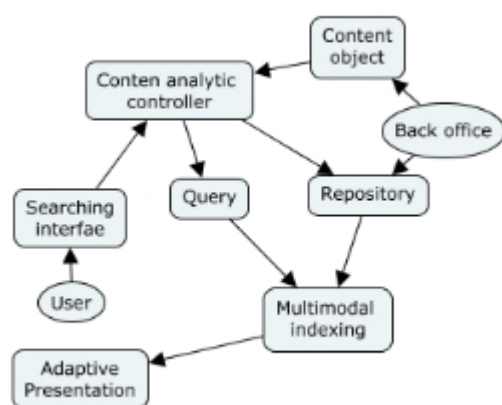 Content
object
Conten analytic
controller
Back office
Query
Repository
Searching
interfae
User
Multimodal
indexing
Adaptive
Presentation